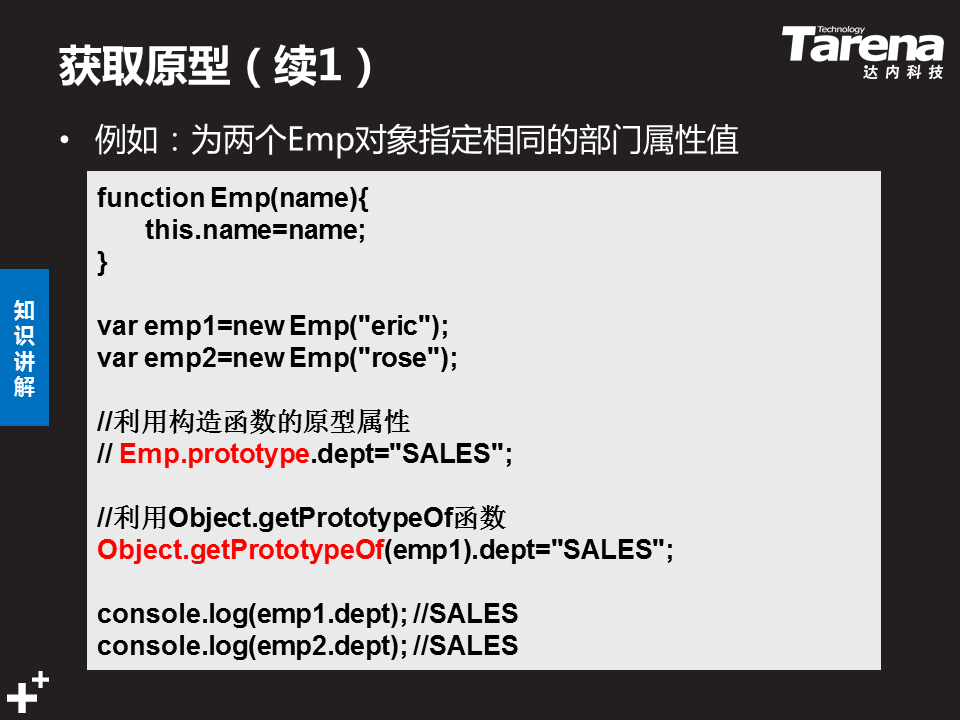 获取原型（续1）
Technology
Tarena
达内科技
• 例如：为两个Emp对象指定相同的部门属性值
知识讲解
function Emp(name){
this.name=name;
}
var emp1=new Emp("eric");
var emp2=new Emp("rose");
//利用构造函数的原型属性
// Emp.prototype.dept="SALES";
//利用Object.getPrototypeOf函数
Object.getPrototypeOf(emp1).dept="SALES";
console.log(emp1.dept); //SALES
console.log(emp2.dept); //SALES